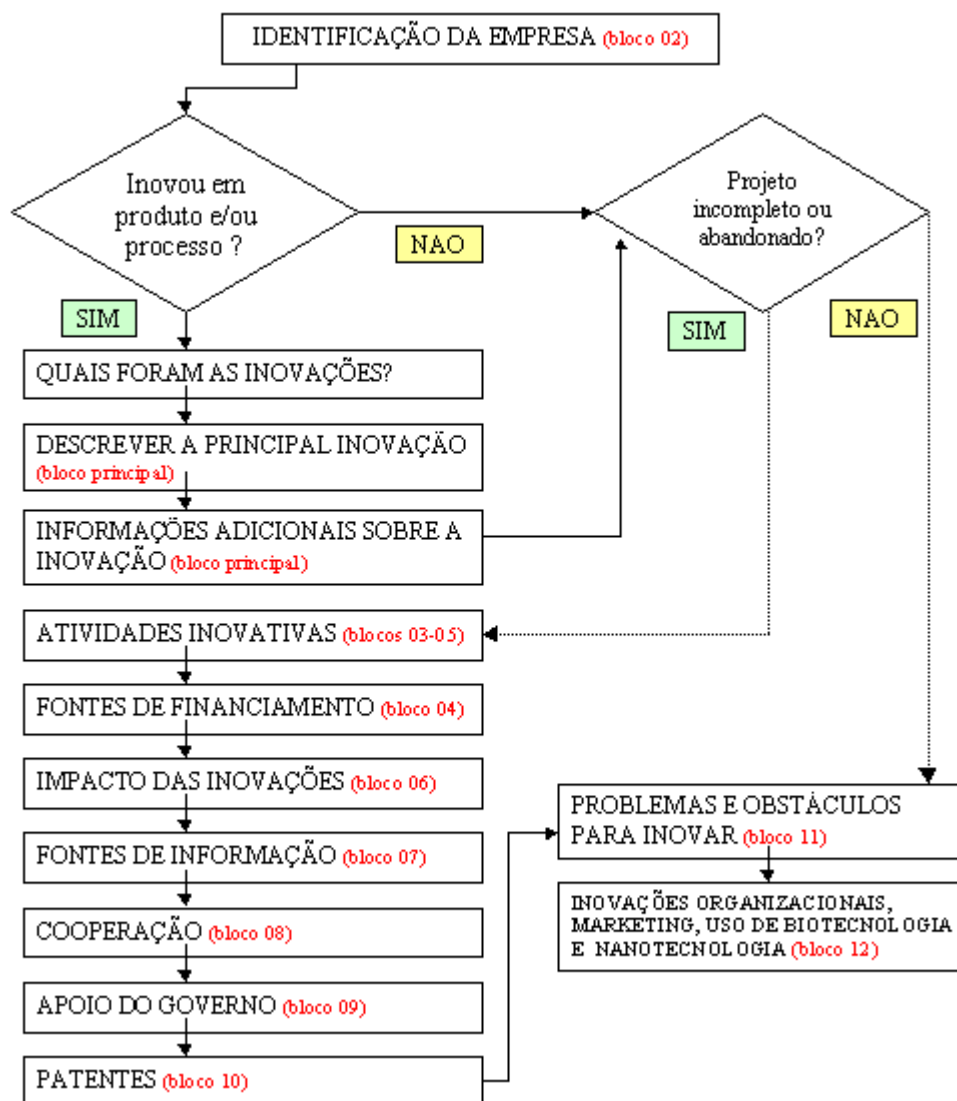 IDENTIFICAÇÃO DA EMPRESA (bloco 02)
Inovou em
produto e/ou
processo ?
Projeto
incompleto ou
abandonado?
NAO
SIM
SIM
NAO
QUAIS FORAM AS INOVAÇÕES?
DESCREVER A PRINCIPAL INOVAÇÃO
(bloco principal)
INFORMAÇÕES ADICIONAIS SOBRE A
INOVAÇÃO (bloco principal)
ATIVIDADES INOVATIVAS (blocos 03-05)
FONTES DE FINANCIAMENTO (bloco 04)
IMPACTO DAS INOVAÇÕES (bloco 06)
FONTES DE INFORMAÇÃO (bloco 07)
COOPERAÇÃO (bloco 08)
APOIO DO GOVERNO (bloco 09)
PATENTES (bloco 10)
PROBLEMAS E OBSTÁCULOS
PARA INOVAR (bloco 11)
INOVAÇÕES ORGANIZACIONAIS,
MARKETING, USO DE BIOTECNOLOGIA
E NANOTECNOLOGIA (bloco 12)